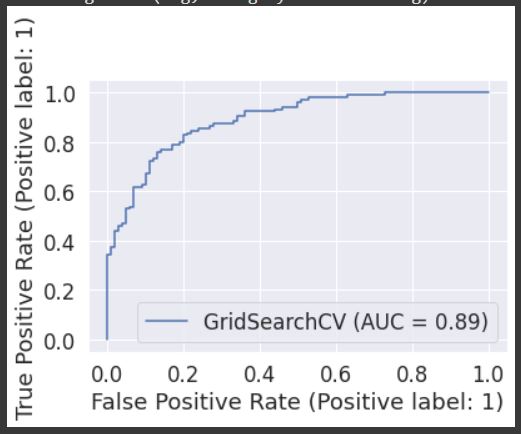 True Positive Rate (Positive label: 1)
1.0
0.8
0.6
0.4
0.2
0.0
GridSearchCV (AUC = 0.89)
0.0 0.2 0.4 0.6 0.8 1.0
False Positive Rate (Positive label: 1)